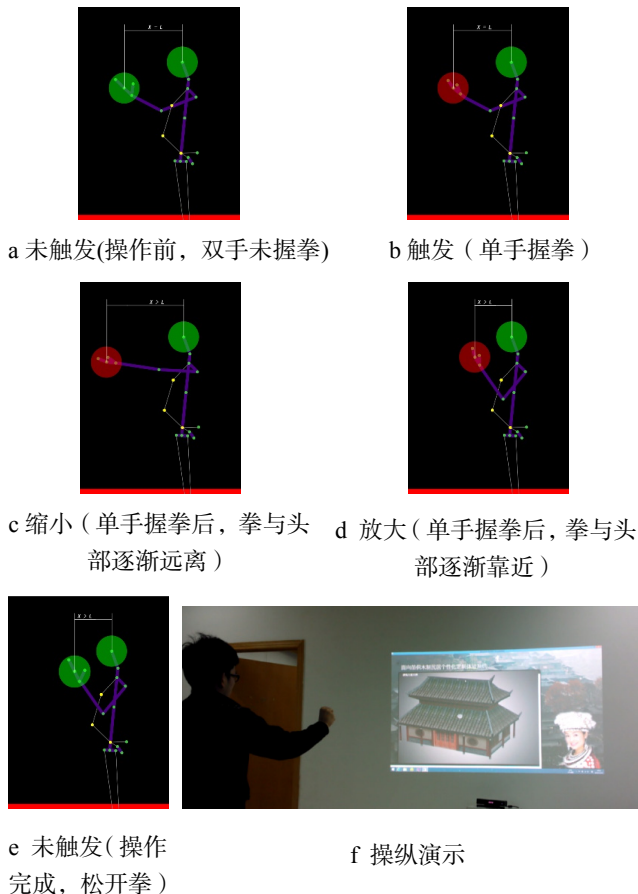 X = L
X = L
a 未触发(操作前，双手未握拳)
b 触发（单手握拳）
X > L
X > L
c 缩小（单手握拳后，拳与头
部逐渐远离）
d 放大（单手握拳后，拳与头
部逐渐靠近）
X > L
e 未触发（操作
完成，松开拳）
f 操纵演示